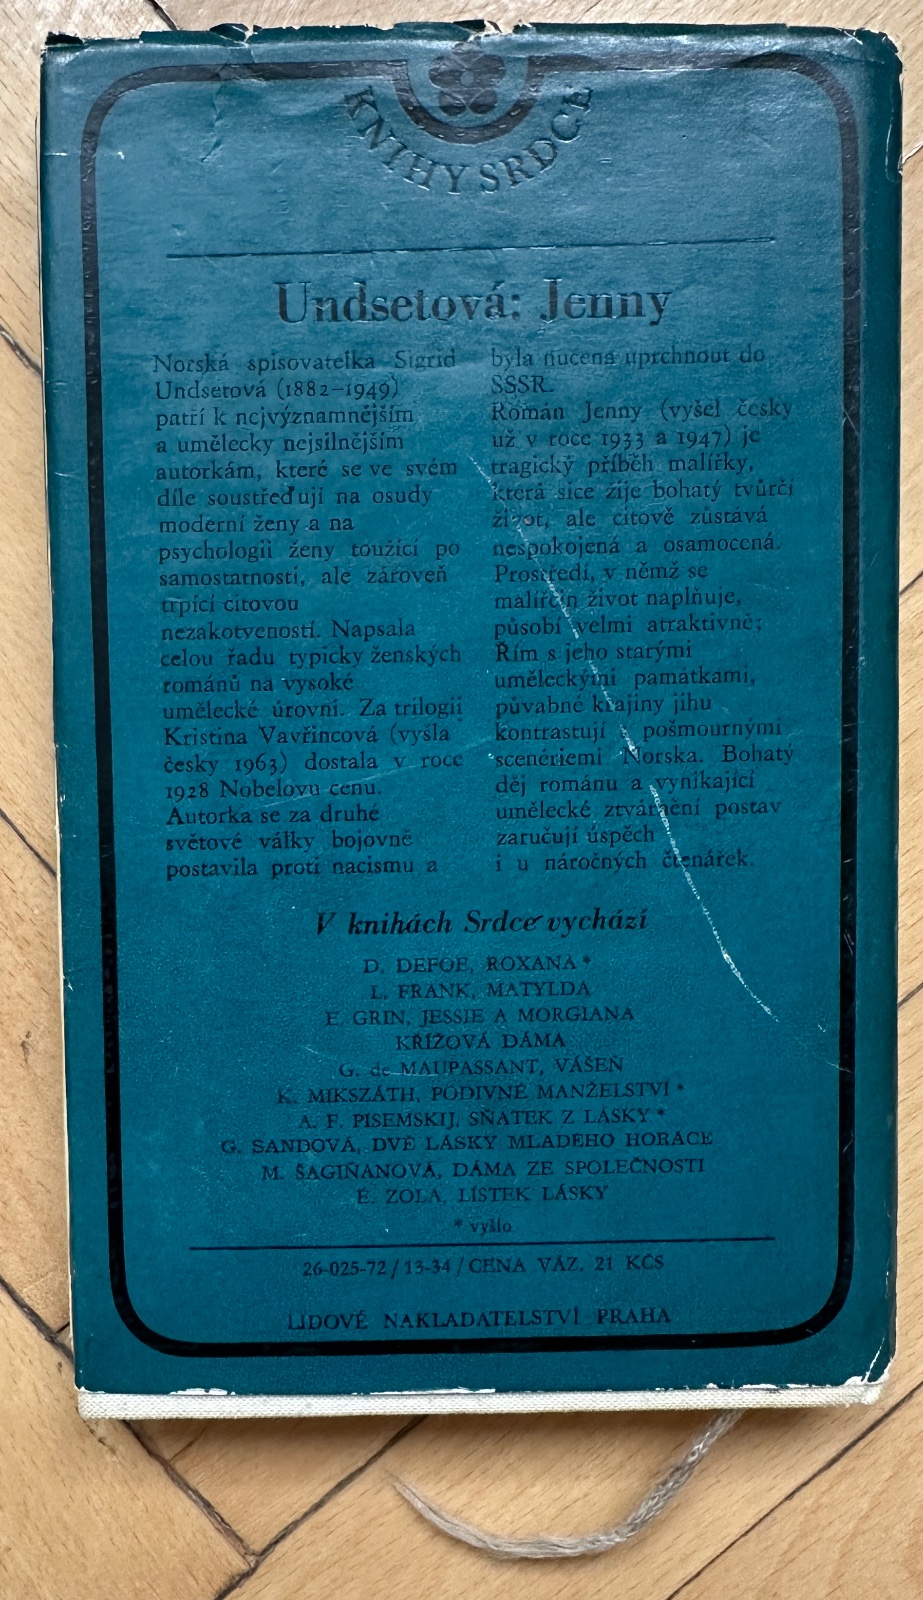 KNIHY SRDCE
Undsetová: Jenny
Norská spisovatelka Sigrid
Undsetová (1882–1949)
patří k nejvýznamnějším
a umělecky nejsilnějším
autorkám, které se ve svém
díle soustřeďují na osudy
moderní ženy a na
psychologii ženy toužící po
samostatnosti, ale zároveň
trpící citovou
nezakotveností. Napsala
celou řadu typicky ženských
románů na vysoké
umělecké úrovni. Za trilogii
Kristina Vavřincová (vyšla
česky 1963) dostala v roce
1928 Nobelovu cenu.
Autorka se za druhé
světové války bojovně
postavila proti nacismu a
byla nucena uprchnout do
SSSR.
Román Jenny (vyšel česky
už v roce 1933 a 1947) je
tragický příběh malířky,
která sice žije bohatý tvůrčí
život, ale citově zůstává
nespokojená a osamocená.
Prostředí, v němž se
malířčin život naplňuje,
působí velmi atraktivně;
Řím s jeho starými
uměleckými památkami,
půvabné krajiny jihu
kontrastují s pošmournými
scenériemi Norska. Bohatý
děj románu a vynikající
umělecké ztvárnění postav
zaručují úspěch
i u náročných čtenářek.
V knihách Srdce vychází
D. DEFOE, ROXANA *
L. FRANK, MATYLDA
E. GRIN, JESSIE A MORGIANA
KŘÍŽOVÁ DÁMA
G. de MAUPASSANT, VÁŠEŇ
K. MIKSZÁTH, PODIVNÉ MANŽELSTVÍ *
A. F. PISEMSKIJ, SŇATEK Z LÁSKY *
G. SANDOVÁ, DVĚ LÁSKY MLADÉHO HORACE
M. ŠAGIŇANOVÁ, DÁMA ZE SPOLEČNOSTI
E. ZOLA, LÍSTEK LÁSKY
* vyšlo
26-025-72 / 13-34 / CENA VÁZ. 21 KČS
LIDOVÉ NAKLADATELSTVÍ PRAHA